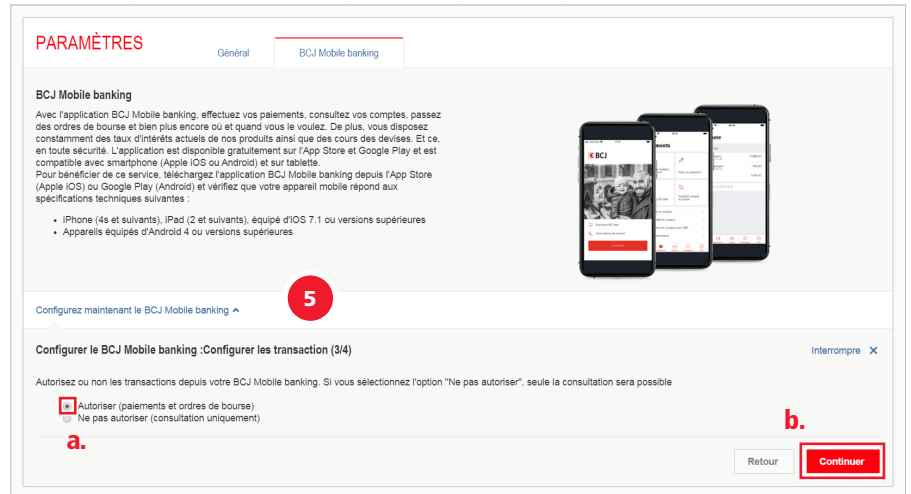 PARAMÈTRES
Général
BCJ Mobile banking
BCJ Mobile banking
Avec l'application BCJ Mobile banking, effectuez vos paiements, consultez vos comptes, passez
des ordres de bourse et bien plus encore où et quand vous le voulez. De plus, vous disposez
constamment des taux d'intérêts actuels de nos produits ainsi que des cours des devises. Et ce,
en toute sécurité. L'application est disponible gratuitement sur l'App Store et Google Play et est
compatible avec smartphone (Apple iOS ou Android) et sur tablette.
Pour bénéficier de ce service, téléchargez l'application BCJ Mobile banking depuis l'App Store
(Apple iOS) ou Google Play (Android) et vérifiez que votre appareil mobile répond aux
spécifications techniques suivantes :
• iPhone (4s et suivants), iPad (2 et suivants), équipé d'iOS 7.1 ou versions supérieures
• Appareils équipés d'Android 4 ou versions supérieures
BCJ
5
Configurez maintenant le BCJ Mobile banking
Configurer le BCJ Mobile banking :Configurer les transaction (3/4)
Interrompre X
Autorisez ou non les transactions depuis votre BCJ Mobile banking. Si vous sélectionnez l'option "Ne pas autoriser", seule la consultation sera possible
Autoriser (paiements et ordres de bourse)
Ne pas autoriser (consultation uniquement)
a.
b.
Retour
Continuer